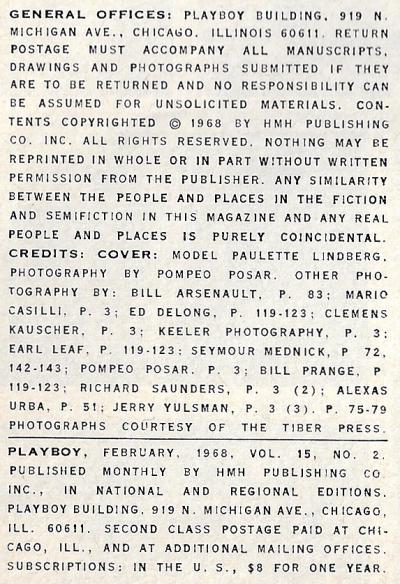 GENERAL OFFICES: PLAYBOY BUILDING, 919 N.
MICHIGAN AVE., CHICAGO, ILLINOIS 60611. RETURN
POSTAGE MUST ACCOMPANY ALL MANUSCRIPTS,
DRAWINGS AND PHOTOGRAPHS SUBMITTED IF THEY
ARE TO BE RETURNED AND NO RESPONSIBILITY CAN
BE ASSUMED FOR UNSOLICITED MATERIALS. CON-
TENTS COPYRIGHTED © 1968 BY HMH PUBLISHING
CO. INC. ALL RIGHTS RESERVED. NOTHING MAY BE
REPRINTED IN WHOLE OR IN PART WITHOUT WRITTEN
PERMISSION FROM THE PUBLISHER. ANY SIMILARITY
BETWEEN THE PEOPLE AND PLACES IN THE FICTION
AND SEMIFICTION IN THIS MAGAZINE AND ANY REAL
PEOPLE AND PLACES IS PURELY COINCIDENTAL.
CREDITS: COVER: MODEL PAULETTE LINDBERG,
PHOTOGRAPHY BY POMPEO POSAR. OTHER PHO-
TOGRAPHY BY: BILL ARSENAULT, P. 83; MARIO
CASILLI, P. 3; ED DELONG, P. 119-123; CLEMENS
KAUSCHER, P. 3; KEELER PHOTOGRAPHY, P. 3;
EARL LEAF, P. 119-123; SEYMOUR MEDNICK, P 72,
142-143; POMPEO POSAR, P. 3; BILL PRANGE, P
119-123; RICHARD SAUNDERS, P. 3 (2); ALEXAS
URBA, P. 51; JERRY YULSMAN, P. 3 (3). P. 75-79
PHOTOGRAPHS COURTESY OF THE TIBER PRESS.
PLAYBOY, FEBRUARY, 1968, VOL. 15, NO. 2.
PUBLISHED MONTHLY BY HMH PUBLISHING CO.
INC., IN NATIONAL AND REGIONAL EDITIONS.
PLAYBOY BUILDING, 919 N. MICHIGAN AVE., CHICAGO,
ILL. 60611. SECOND CLASS POSTAGE PAID AT CHI-
CAGO, ILL., AND AT ADDITIONAL MAILING OFFICES.
SUBSCRIPTIONS: IN THE U. S., $8 FOR ONE YEAR.